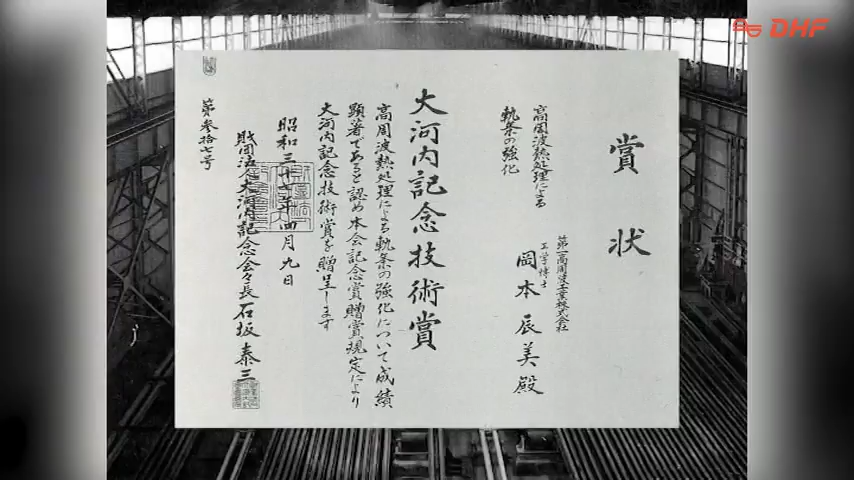 DHF
賞状
高周波熱処理による
軌条の強化
第一高周波工業株式会社
工学博士
岡本辰美殿
大河内記念技術賞
高周波熱処理による軌条の強化について成績
顕著であると認め本会記念賞贈賞規定により
大河内記念技術賞を贈呈します
昭和三十七年四月九日
財団法人大河内記念会々長石坂泰三
第参拾七号